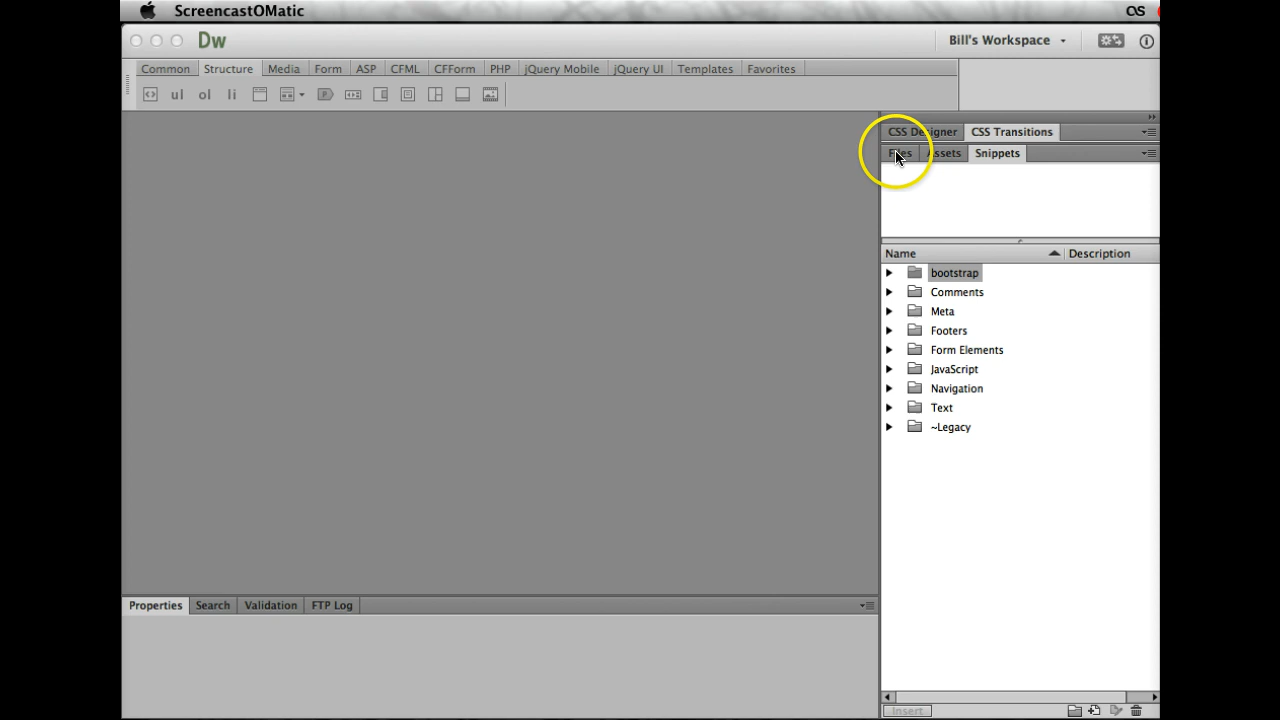 ScreencastOMatic
Dw
Bill's Workspace
Common Structure Media Form ASP CFML CFForm PHP jQuery Mobile jQuery UI Templates Favorites
ul ol li
CSS Designer CSS Transitions
Files Assets Snippets
Name Description
bootstrap
Comments
Meta
Footers
Form Elements
JavaScript
Navigation
Text
~Legacy
Properties Search Validation FTP Log
Insert